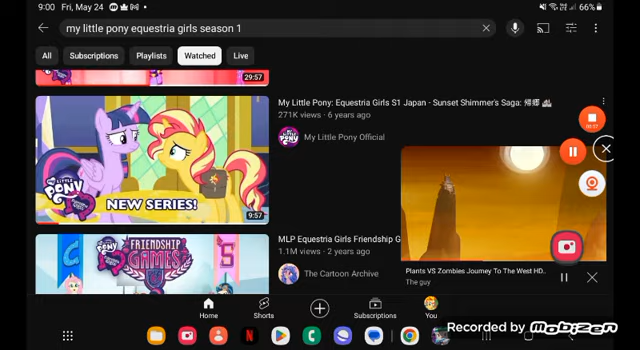 9:00 Fri, May 24
66%
my little pony equestria girls season 1
All
Subscriptions
Playlists
Watched
Live
29:57
My Little Pony: Equestria Girls S1 Japan - Sunset Shimmer's Saga: 帰郷
271K views · 6 years ago
My Little Pony Official
NEW SERIES!
9:57
MLP Equestria Girls Friendship G
1.1M views · 2 years ago
The Cartoon Archive
FRIENDSHIP
GAMES
Plants VS Zombies Journey To The West HD..
The guy
Home
Shorts
Subscriptions
You
Recorded by mobizen